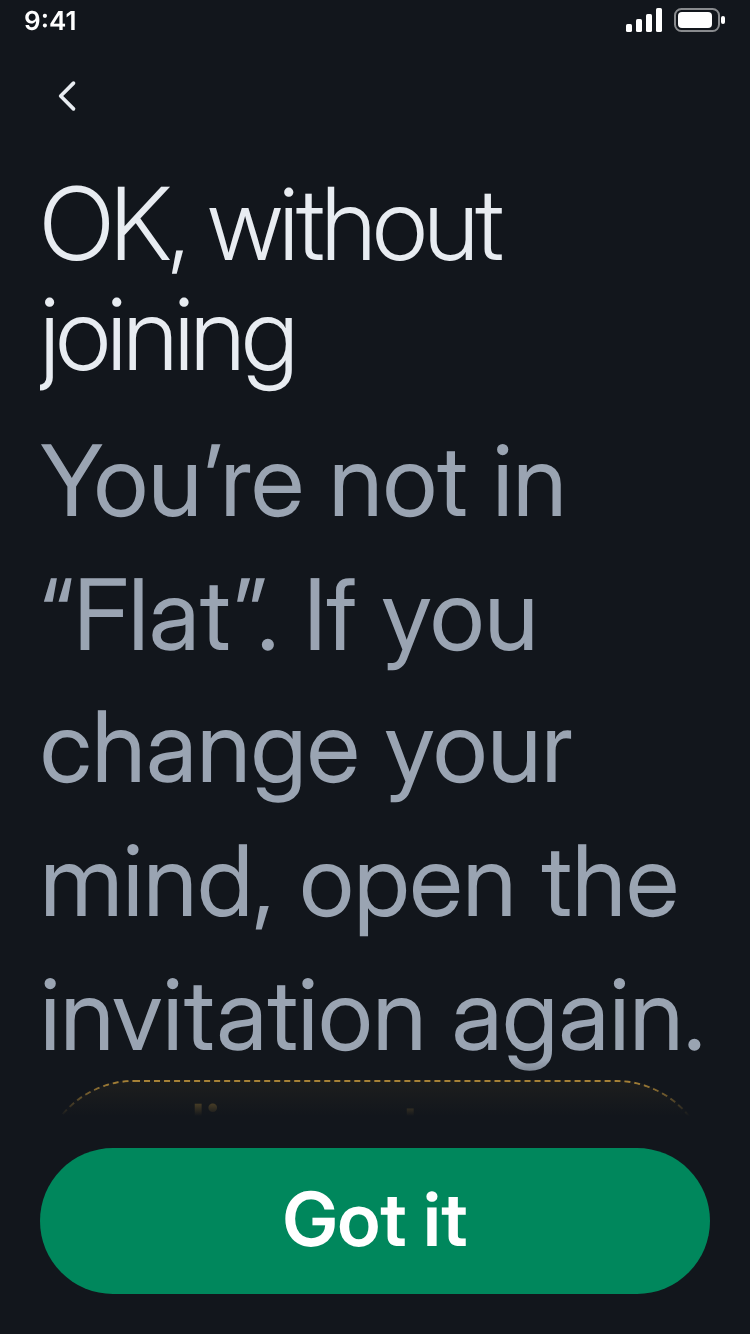 9:41
OK, without
joining
You’re not in
“Flat”. If you
change your
mind, open the
invitation again.
Got it